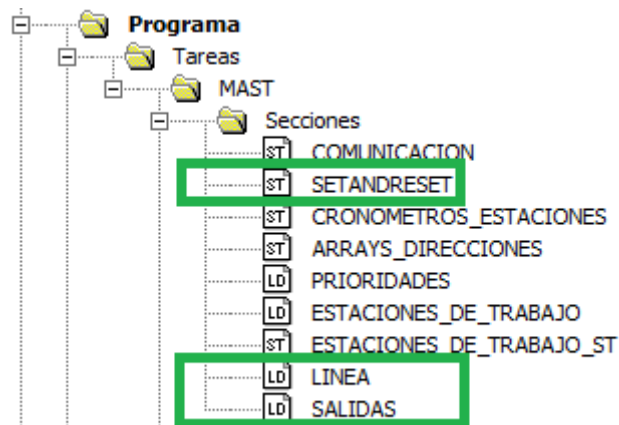 Programa
Tareas
MAST
Secciones
ST COMUNICACION
ST SETANDRESET
ST CRONOMETROS_ESTACIONES
ST ARRAYS_DIRECCIONES
LD PRIORIDADES
LD ESTACIONES_DE_TRABAJO
ST ESTACIONES_DE_TRABAJO_ST
LD LINEA
LD SALIDAS